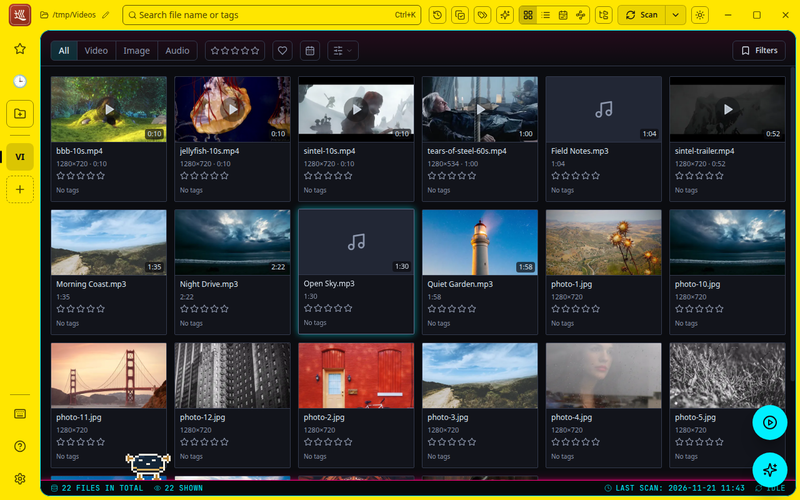 /tmp/Videos
Search file name or tags
Ctrl+K
Scan
All
Video
Image
Audio
Filters
VI
0:10
0:10
0:10
1:00
1:04
0:52
bbb-10s.mp4
jellyfish-10s.mp4
sintel-10s.mp4
tears-of-steel-60s.mp4
Field Notes.mp3
sintel-trailer.mp4
1280×720 · 0:10
1280×720 · 0:10
1280×720 · 0:10
1280×534 · 1:00
1:04
1280×720 · 0:52
No tags
No tags
No tags
No tags
No tags
No tags
1:35
2:22
1:30
1:58
Morning Coast.mp3
Night Drive.mp3
Open Sky.mp3
Quiet Garden.mp3
photo-1.jpg
photo-10.jpg
1:35
2:22
1:30
1:58
1280×720
1280×720
No tags
No tags
No tags
No tags
No tags
No tags
photo-11.jpg
photo-12.jpg
photo-2.jpg
photo-3.jpg
photo-4.jpg
photo-5.jpg
1280×720
1280×720
1280×720
1280×720
1280×720
1280×720
No tags
No tags
No tags
No tags
No tags
No tags
22 FILES IN TOTAL
22 SHOWN
LAST SCAN: 2026-11-21 11:43